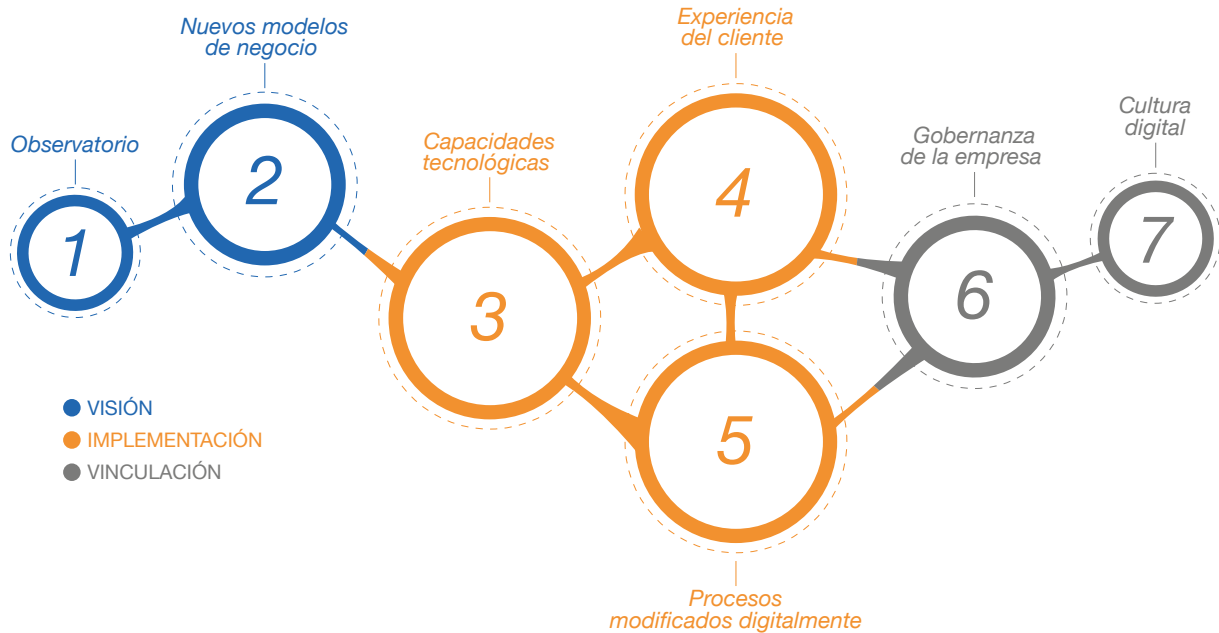 Observatorio
1
Nuevos modelos
de negocio
2
Capacidades
tecnológicas
3
Experiencia
del cliente
4
5
Procesos
modificados digitalmente
Gobernanza
de la empresa
6
Cultura
digital
7
VISIÓN
IMPLEMENTACIÓN
VINCULACIÓN